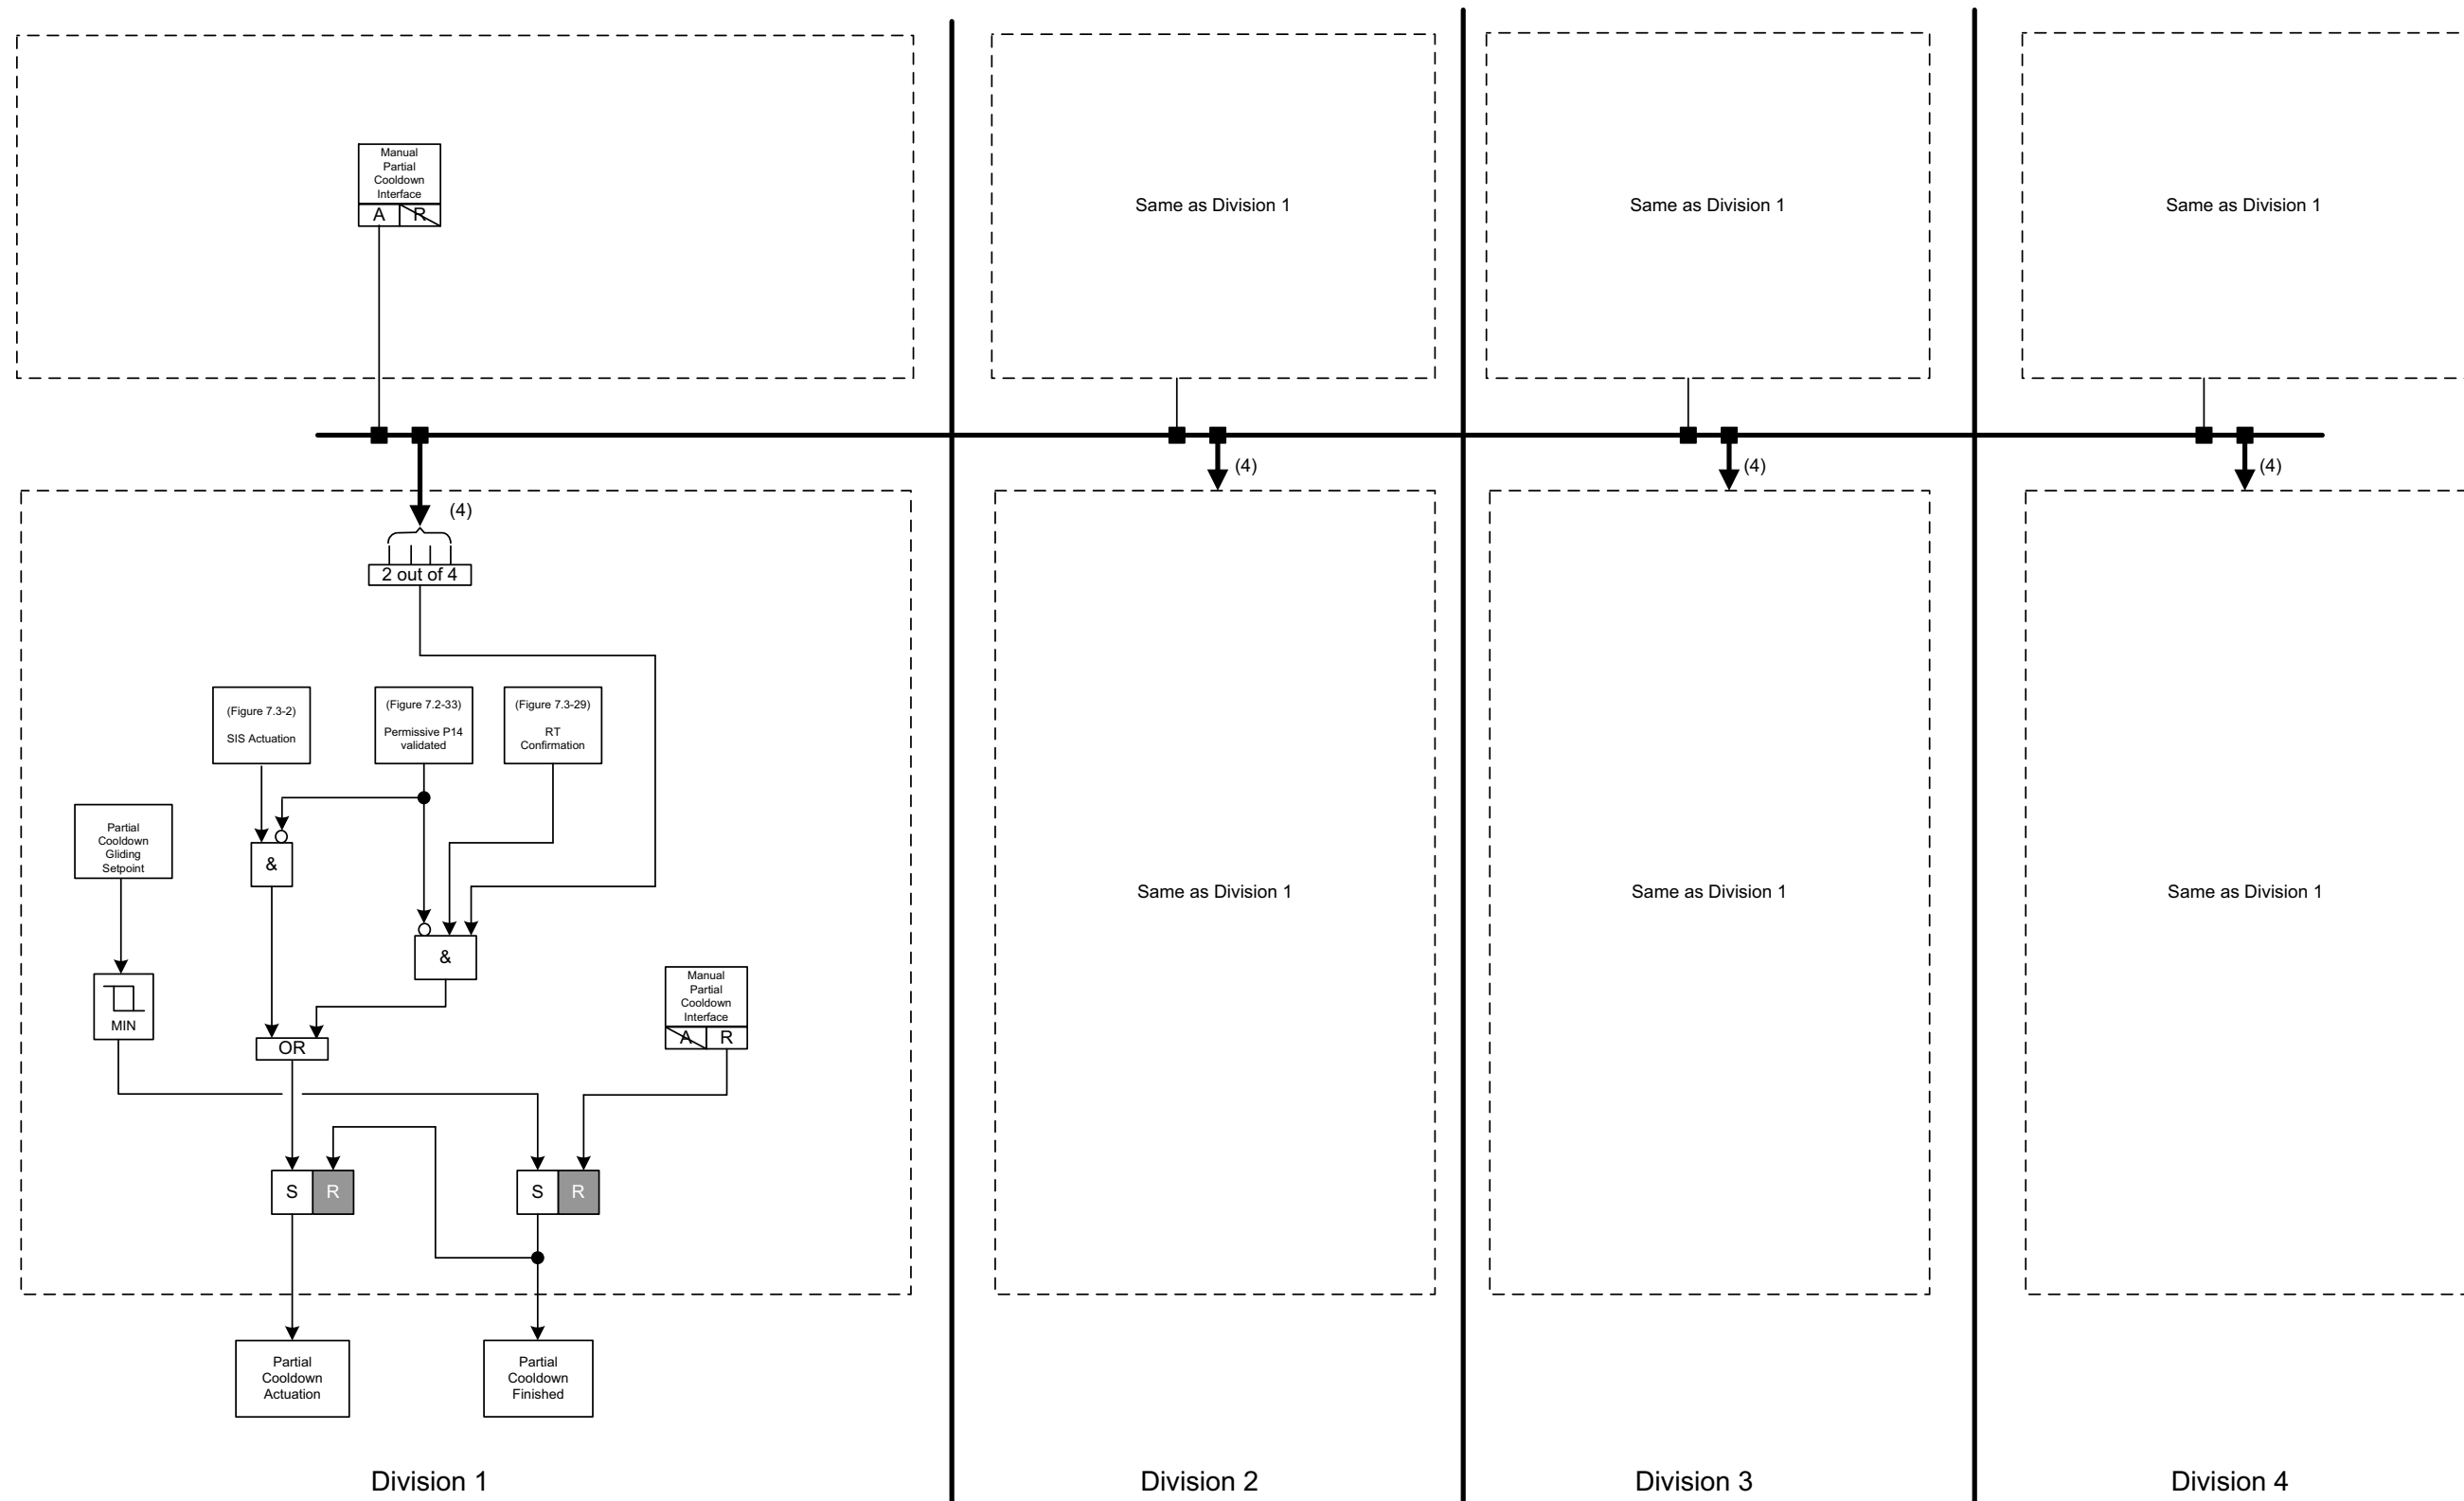 Manual
Partial
Cooldown
Interface
A R
Same as Division 1
Same as Division 1
Same as Division 1
(4)
(4)
(4)
(4)
2 out of 4
(Figure 7.3-2)
SIS Actuation
(Figure 7.2-33)
Permissive P14
validated
(Figure 7.3-29)
RT
Confirmation
Partial
Cooldown
Gliding
Setpoint
&
&
MIN
OR
Manual
Partial
Cooldown
Interface
A R
Same as Division 1
Same as Division 1
Same as Division 1
S R
S R
Partial
Cooldown
Actuation
Partial
Cooldown
Finished
Division 1
Division 2
Division 3
Division 4